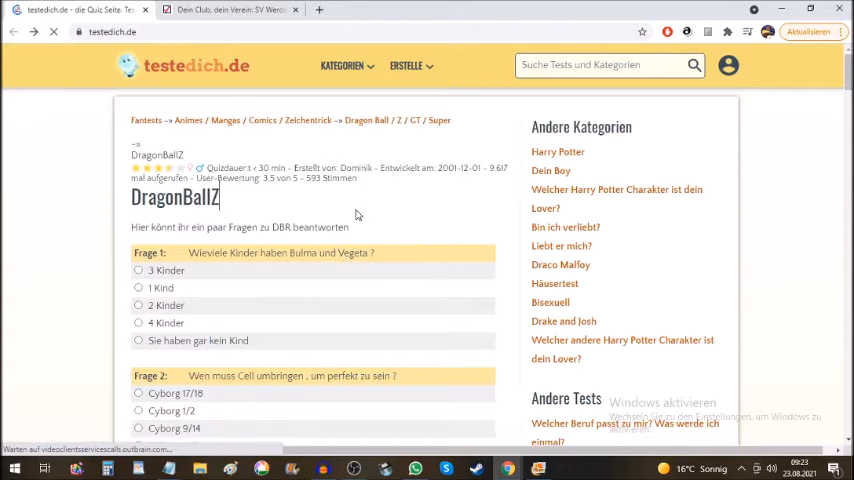 testedich.de - die Quiz Seite. Tes
Dein Club, dein Verein: SV Werd
testedich.de
Aktualisieren
testedich.de
KATEGORIEN
ERSTELLE
Suche Tests und Kategorien
Fantests -» Animes / Mangas / Comics / Zeichentrick -» Dragon Ball / Z / GT / Super
-»
DragonBallZ
Quizdauer:t < 30 min - Erstellt von: Dominik - Entwickelt am: 2001-12-01 - 9.617
mal aufgerufen - User-Bewertung: 3.5 von 5 - 593 Stimmen
DragonBallZ
Hier könnt ihr ein paar Fragen zu DBR beantworten
Frage 1: Wieviele Kinder haben Bulma und Vegeta ?
3 Kinder
1 Kind
2 Kinder
4 Kinder
Sie haben gar kein Kind
Frage 2: Wen muss Cell umbringen , um perfekt zu sein ?
Cyborg 17/18
Cyborg 1/2
Cyborg 9/14
Andere Kategorien
Harry Potter
Dein Boy
Welcher Harry Potter Charakter ist der
Lover?
Bin ich verliebt?
Liebt er mich?
Draco Malfoy
Häusertest
Bisexuell
Drake and Josh
Welcher andere Harry Potter Charakter ist
dein Lover?
Andere Tests
Welcher Beruf passt zu mir? Was werde ich
einmal?
Windows aktivieren
Wechseln Sie zu den Einstellungen, um Windows zu
aktivieren.
Warten auf videoclientservicescalls.outbrain.com...
16°C Sonnig
09:23
23.08.2021